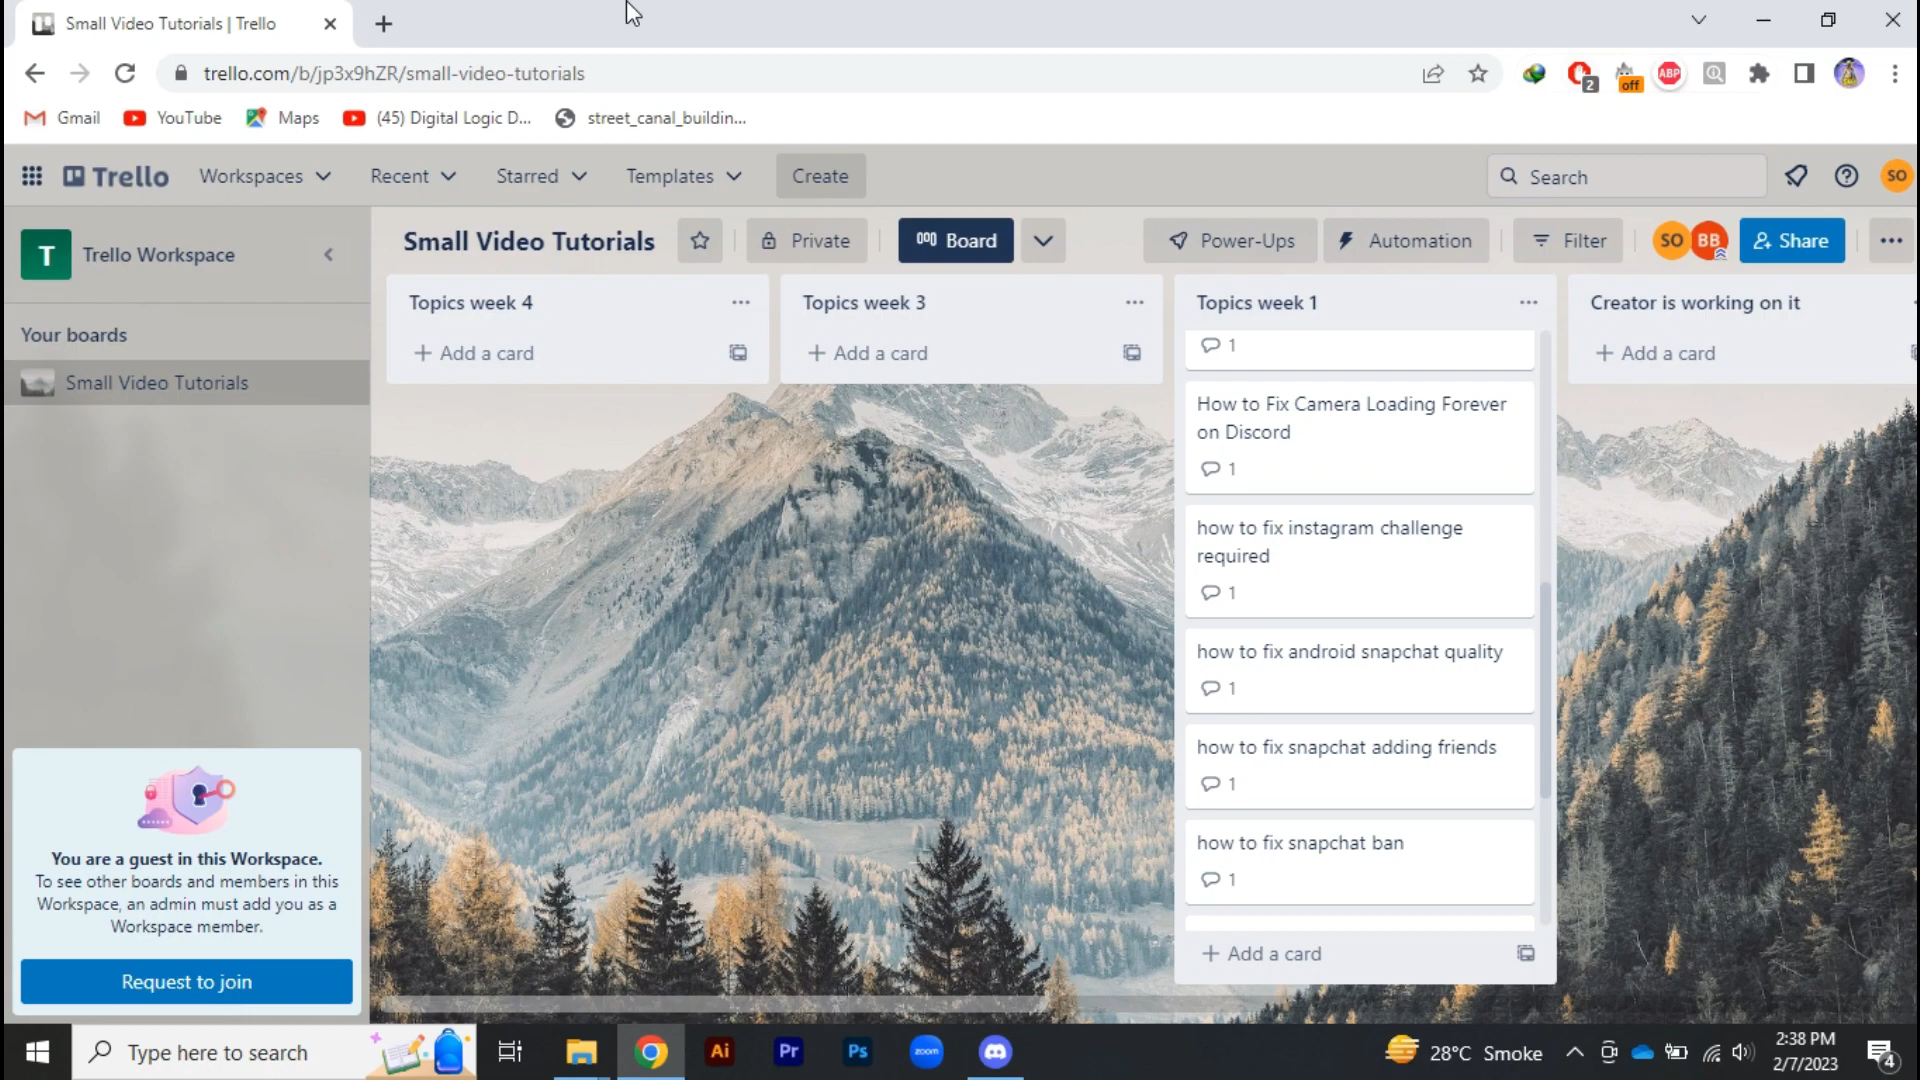 Small Video Tutorials | Trello
trello.com/b/jp3x9hZR/small-video-tutorials
2
off
ABP
Gmail
YouTube
Maps
(45) Digital Logic D...
street_canal_buildin...
Trello
Workspaces
Recent
Starred
Templates
Create
Search
SO
T
Trello Workspace
Small Video Tutorials
Private
Board
Power-Ups
Automation
Filter
SO
BB
Share
Your boards
Small Video Tutorials
Topics week 4
Add a card
Topics week 3
Add a card
Topics week 1
1
How to Fix Camera Loading Forever
on Discord
1
how to fix instagram challenge
required
1
how to fix android snapchat quality
1
how to fix snapchat adding friends
1
how to fix snapchat ban
1
Add a card
Creator is working on it
Add a card
You are a guest in this Workspace.
To see other boards and members in this
Workspace, an admin must add you as a
Workspace member.
Request to join
Type here to search
Ai
Pr
Ps
zoom
28°C Smoke
2:38 PM
2/7/2023
4